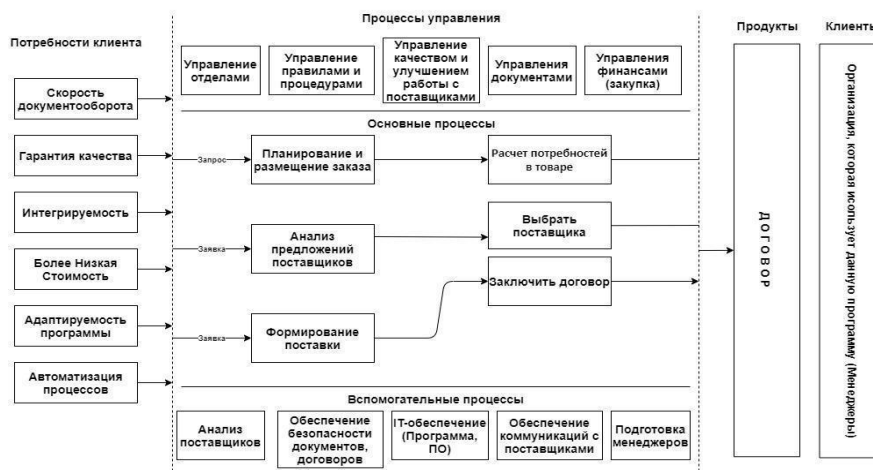 Потребности клиента
Скорость
документооборота
Гарантия качества
Интегрируемость
Более Низкая
Стоимость
Адаптируемость
программы
Автоматизация
процессов
Процессы управления
Управление
отделами
Управление
правилами и
процедурами
Управление
качеством и
улучшением
работы с
поставщиками
Управление
документами
Управления
финансами
(закупка)
Основные процессы
Запрос
Планирование и
размещение заказа
Расчет потребностей
в товаре
Заявка
Анализ
предложений
поставщиков
Выбрать
поставщика
Заявка
Формирование
поставки
Заключить договор
Вспомогательные процессы
Анализ
поставщиков
Обеспечение
безопасности
документов,
договоров
IT-обеспечение
(Программа,
ПО)
Обеспечение
коммуникаций с
поставщиками
Подготовка
менеджеров
Продукты
ДОГОВОР
Клиенты
Организация, которая использует данную программу (Менеджеры)